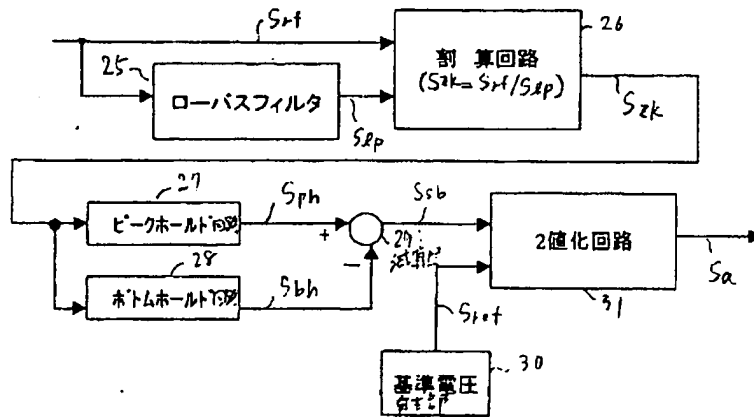 Srf
26
25
割算回路
(Szk=Srf/Slp)
ローパスフィルタ
Slp
Szk
27
ピークホールド回路
Sph
Ssb
+
29:
減算器
2値化回路
28
−
ボトムホールド回路
Sbh
Sa
31
Sref
30
基準電圧